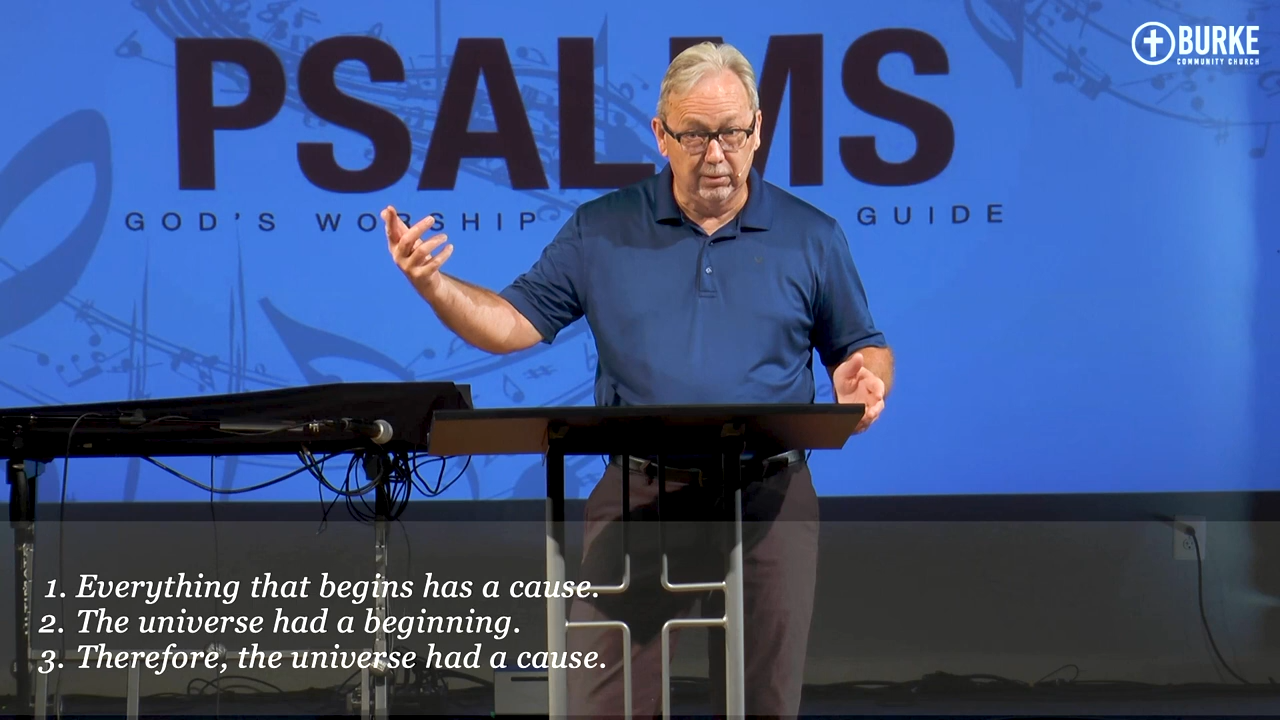 PSALMS
GOD'S WORSHIP GUIDE
BURKE
COMMUNITY CHURCH
1. Everything that begins has a cause.
2. The universe had a beginning.
3. Therefore, the universe had a cause.